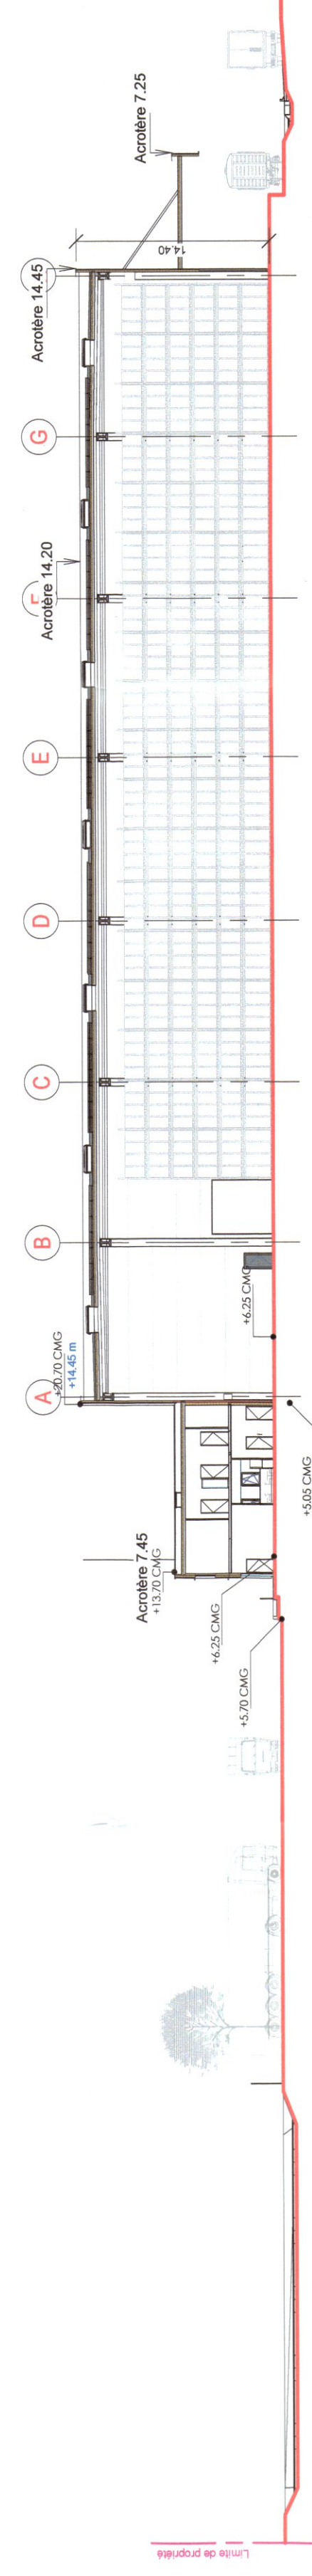 Limite de propriété
+5.70 CMG
+6.25 CMG
Acrotère 7.45
+13.70 CMG
+5.05 CMG
A
+20.70 CMG
+14.45 m
+6.25 CMG
B
C
D
E
Acrotère 14.20
G
Acrotère 14.45
14.40
Acrotère 7.25